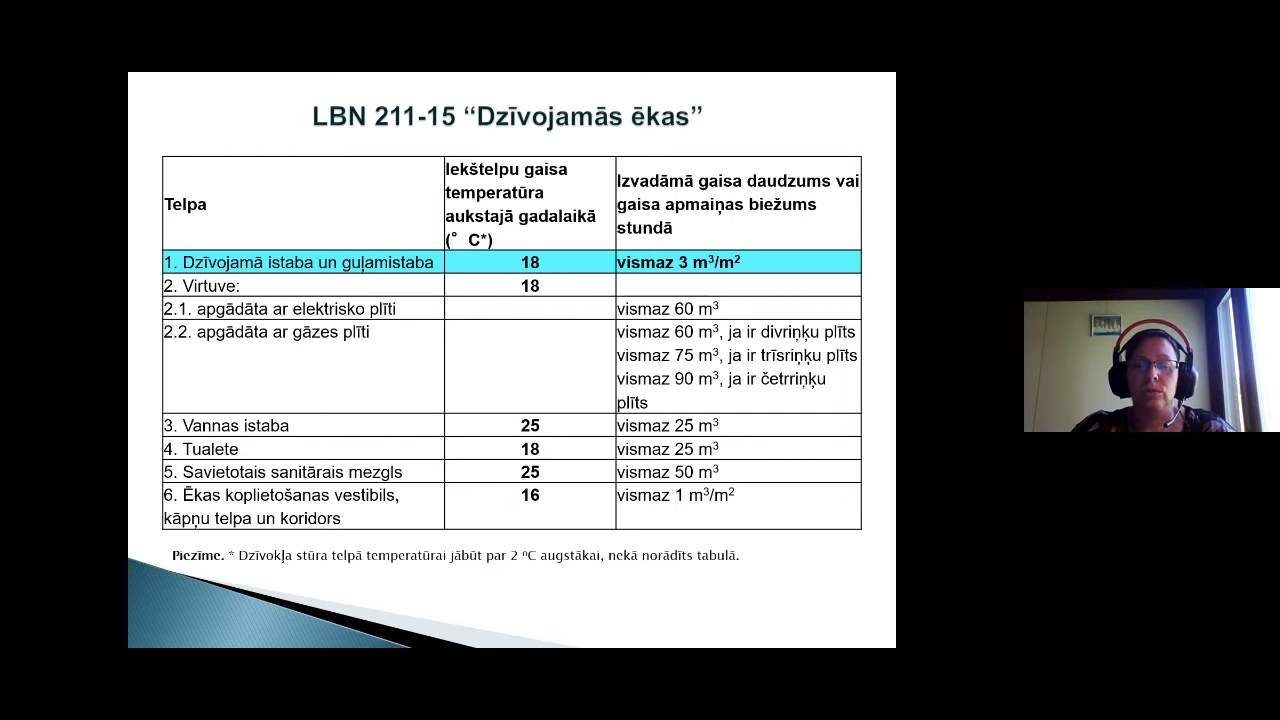 LBN 211-15 “Dzīvojamās ēkas”
Telpa
Iekštelpu gaisa
temperatūra
aukstajā gadalaikā
(° C*)
Izvadāmā gaisa daudzums vai
gaisa apmaiņas biežums
stundā
1. Dzīvojamā istaba un guļamistaba
18
vismaz 3 m³/m²
2. Virtuve:
18
2.1. apgādāta ar elektrisko plīti
vismaz 60 m³
2.2. apgādāta ar gāzes plīti
vismaz 60 m³, ja ir divriņķu plīts
vismaz 75 m³, ja ir trīsriņķu plīts
vismaz 90 m³, ja ir četrriņķu
plīts
3. Vannas istaba
25
vismaz 25 m³
4. Tualete
18
vismaz 25 m³
5. Savietotais sanitārais mezgls
25
vismaz 50 m³
6. Ēkas koplietošanas vestibils,
kāpņu telpa un koridors
16
vismaz 1 m³/m²
Piezīme. * Dzīvokļa stūra telpā temperatūrai jābūt par 2 ºC augstākai, nekā norādīts tabulā.